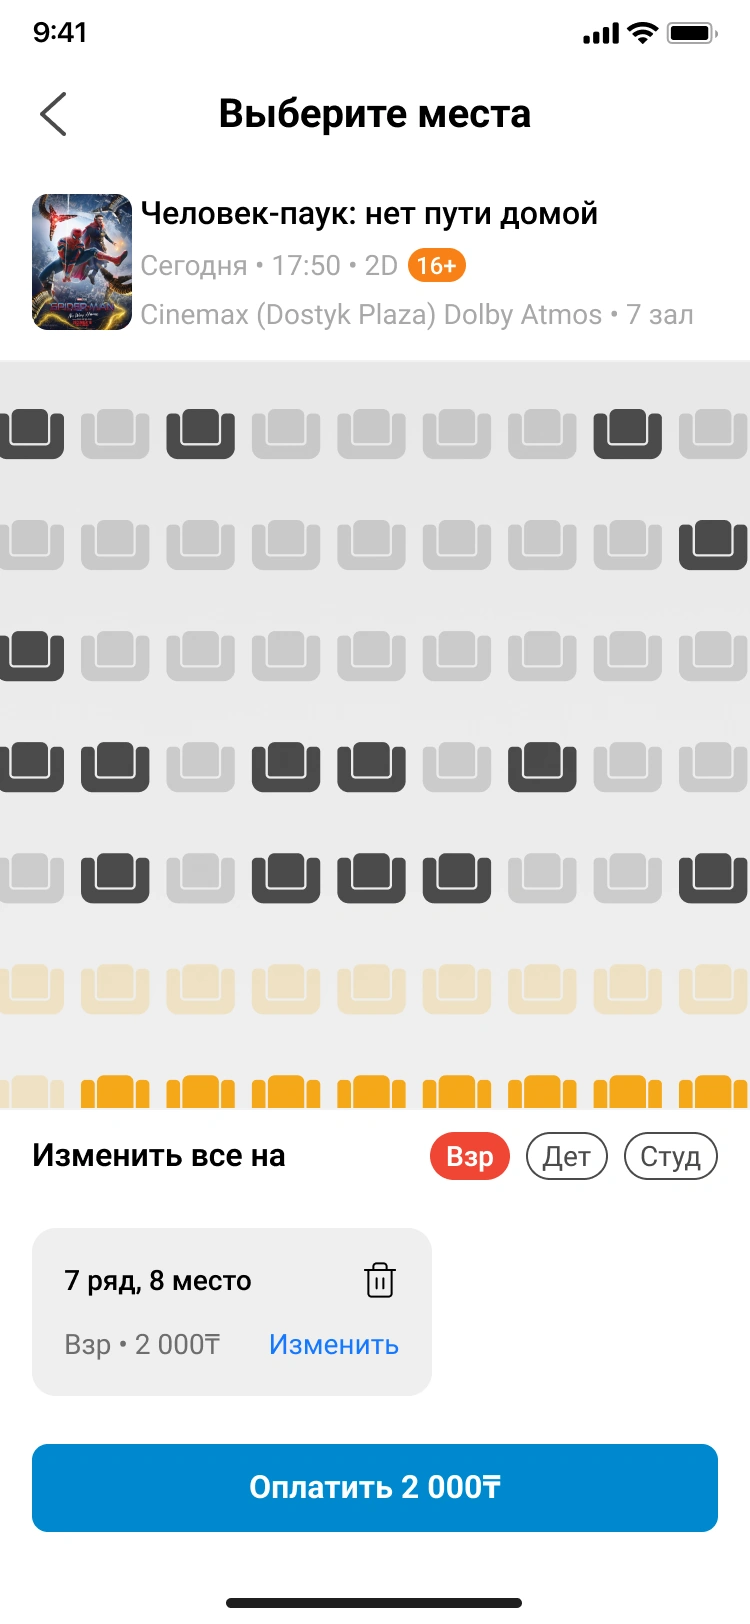 9:41
Выберите места
Человек-паук: нет пути домой
Сегодня • 17:50 • 2D 16+
Cinemax (Dostyk Plaza) Dolby Atmos • 7 зал
SPIDER-MAN
Изменить все на
Взр Дет Студ
7 ряд, 8 место
Взр • 2 000₸ Изменить
Оплатить 2 000₸